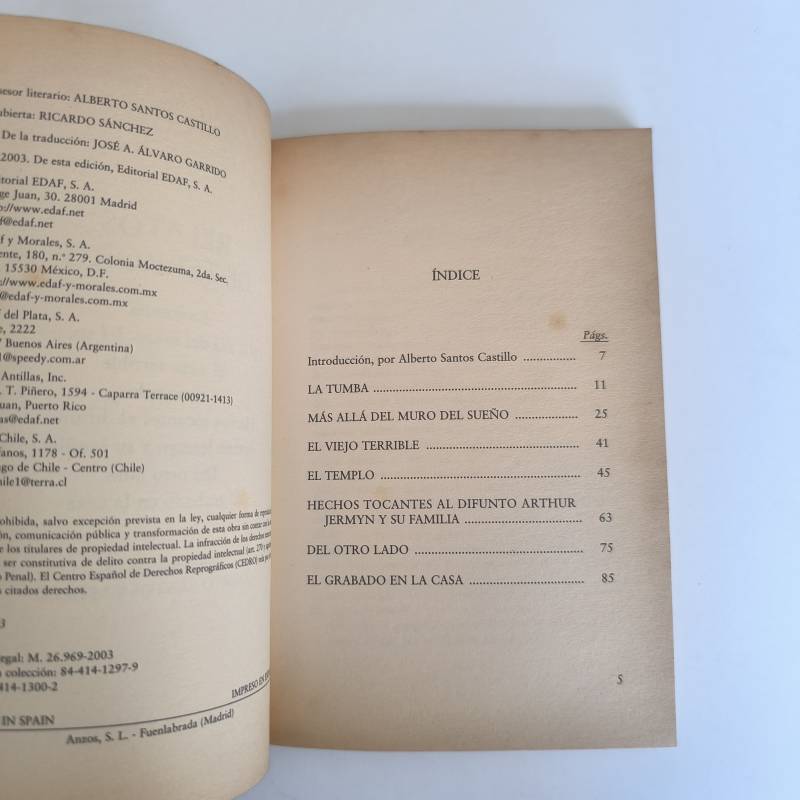 sesor literario: ALBERTO SANTOS CASTILLO
ubierta: RICARDO SÁNCHEZ
De la traducción: JOSÉ A. ÁLVARO GARRIDO
2003. De esta edición, Editorial EDAF, S. A.
torial EDAF, S. A.
ge Juan, 30. 28001 Madrid
p://www.edaf.net
f@edaf.net
f y Morales, S. A.
ente, 180, n.º 279. Colonia Moctezuma, 2da. Sec.
15530 México, D.F.
://www.edaf-y-morales.com.mx
@edaf-y-morales.com.mx
f del Plata, S. A.
e, 2222
Buenos Aires (Argentina)
1@speedy.com.ar
Antillas, Inc.
. T. Piñero, 1594 - Caparra Terrace (00921-1413)
uan, Puerto Rico
as@edaf.net
Chile, S. A.
fanos, 1178 - Of. 501
go de Chile - Centro (Chile)
hile1@terra.cl
ohibida, salvo excepción prevista en la ley, cualquier forma de
ón, comunicación pública y transformación de esta obra sin contar con
e los titulares de propiedad intelectual. La infracción de los derechos
ser constitutiva de delito contra la propiedad intelectual (art. 270 y
o Penal). El Centro Español de Derechos Reprográficos (CEDRO)
s citados derechos.
3
egal: M. 26.969-2003
a colección: 84-414-1297-9
414-1300-2
IMPRESO EN
IN SPAIN
Anzos, S. L. - Fuenlabrada (Madrid)
ÍNDICE
Págs.
Introducción, por Alberto Santos Castillo ................ 7
LA TUMBA ................................................................ 11
MÁS ALLÁ DEL MURO DEL SUEÑO ................... 25
EL VIEJO TERRIBLE ............................................... 41
EL TEMPLO ............................................................. 45
HECHOS TOCANTES AL DIFUNTO ARTHUR
JERMYN Y SU FAMILIA .................................... 63
DEL OTRO LADO ................................................... 75
EL GRABADO EN LA CASA ................................... 85
5